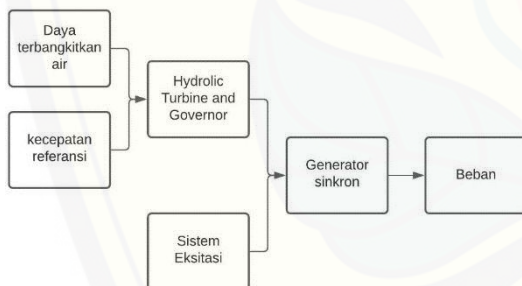 Daya
terbangkitkan
air
kecepatan
referansi
Hydrolic
Turbine and
Governor
Sistem
Eksitasi
Generator
sinkron
Beban